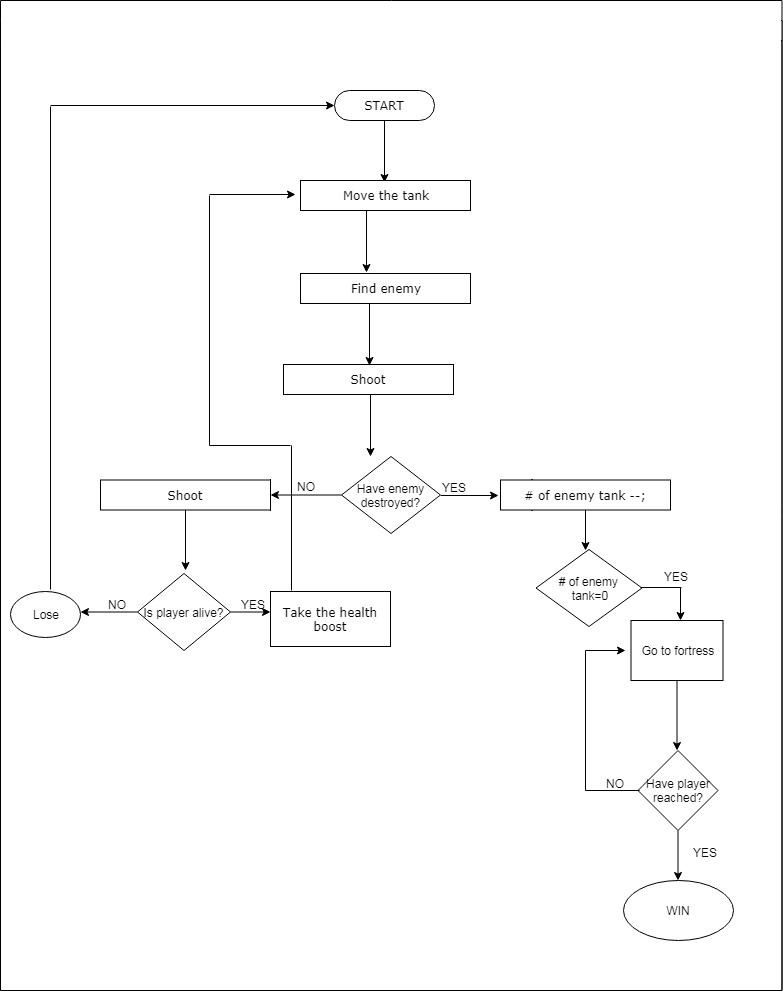 START
Move the tank
Find enemy
Shoot
Have enemy
destroyed?
NO
YES
Shoot
# of enemy tank --;
# of enemy
tank=0
YES
Is player alive?
NO
YES
Lose
Take the health
boost
Go to fortress
Have player
reached?
NO
YES
WIN